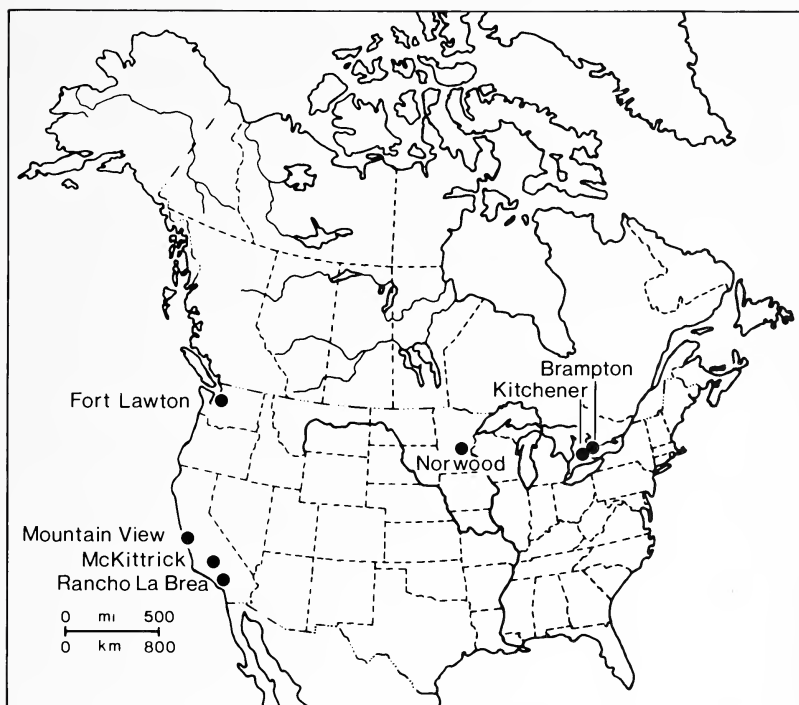 Brampton
Kitchener
Fort Lawton
Norwood
Mountain View
McKittrick
Rancho La Brea
0 mi 500
0 km 800